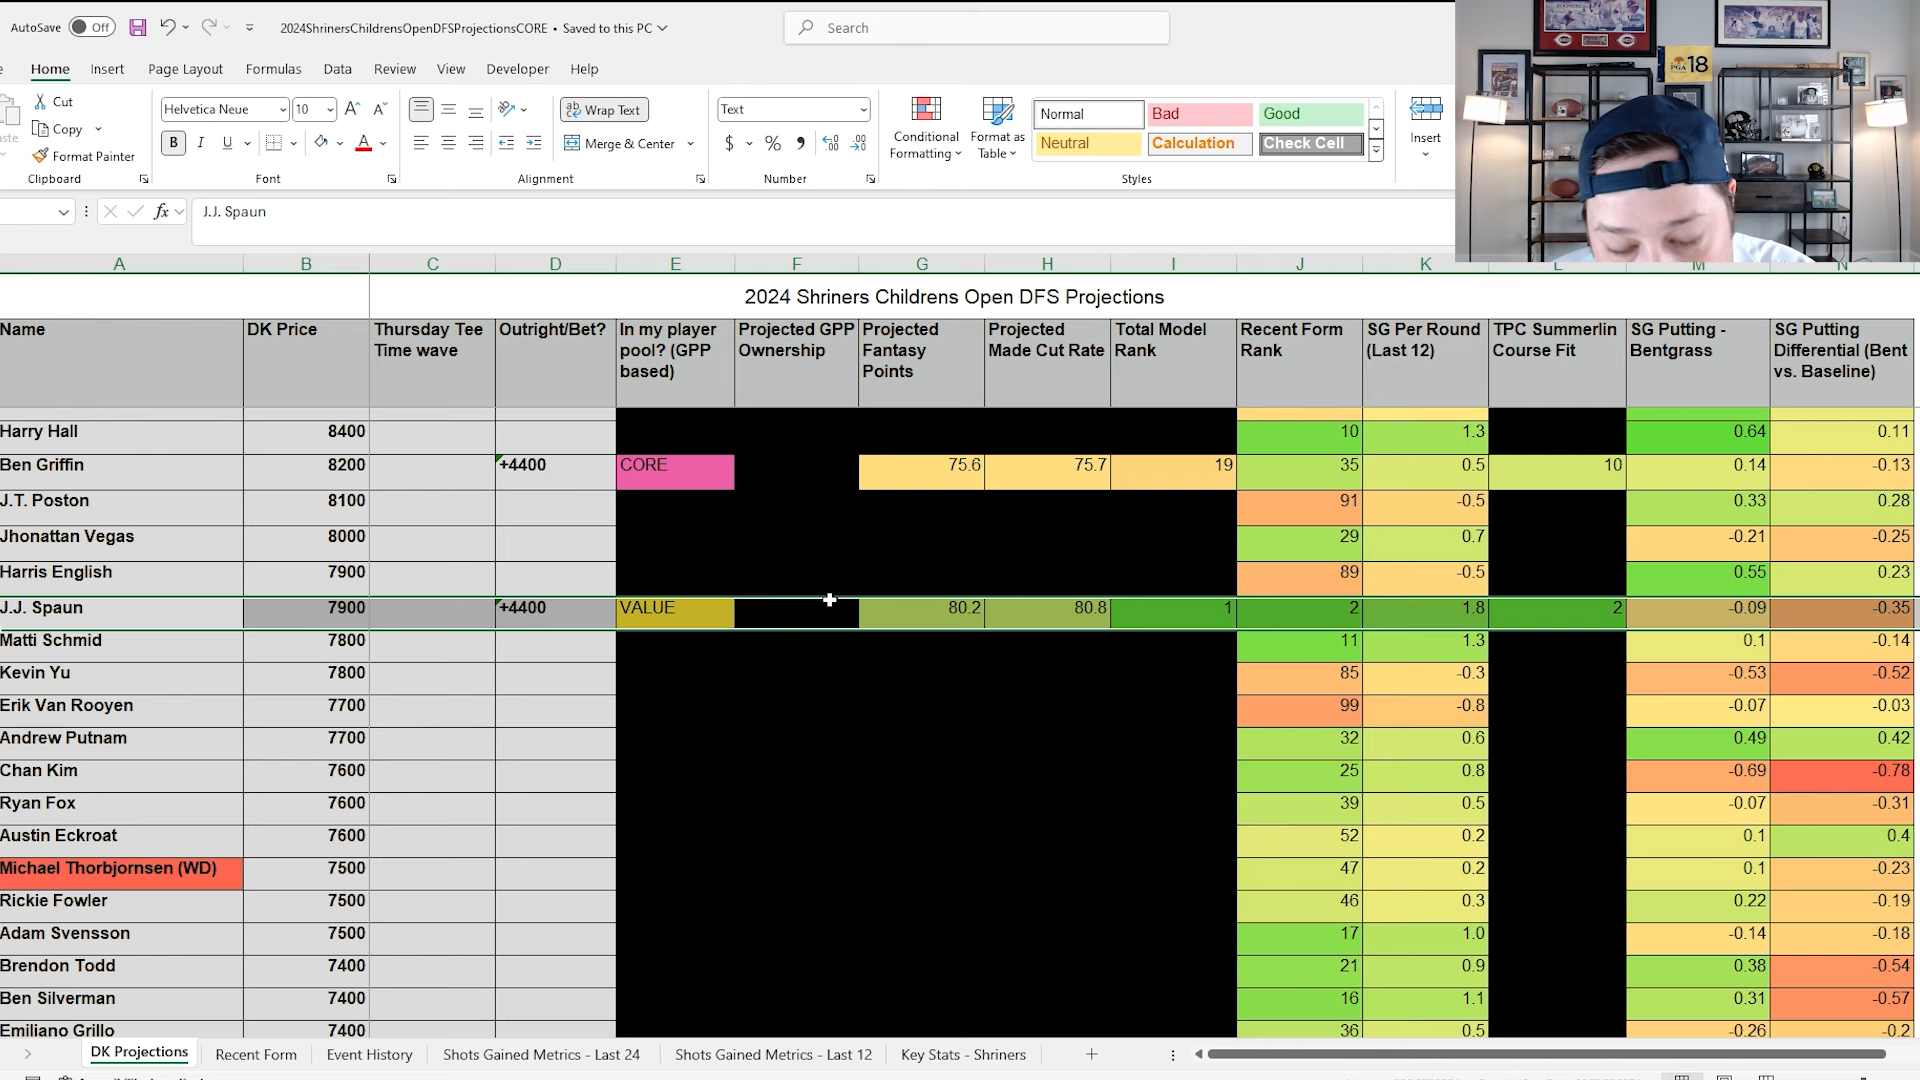 AutoSave Off 2024ShrinersChildrensOpenDFSProjectionsCORE • Saved to this PC Search
Home Insert Page Layout Formulas Data Review View Developer Help
Cut
Copy
Format Painter
Clipboard
Helvetica Neue 10
B I U A
Font
Wrap Text
Merge & Center
Alignment
Text
$ % 9
Number
Conditional Formatting
Format as Table
Normal Bad Good
Neutral Calculation Check Cell
Styles
Insert
PGA 18
fx J.J. Spaun
A B C D E F G H I J K L M N
2024 Shriners Childrens Open DFS Projections
Name DK Price Thursday Tee Time wave Outright/Bet? In my player pool? (GPP based) Projected GPP Ownership Projected Fantasy Points Projected Made Cut Rate Total Model Rank Recent Form Rank SG Per Round (Last 12) TPC Summerlin Course Fit SG Putting - Bentgrass SG Putting Differential (Bent vs. Baseline)
Harry Hall 8400 10 1.3 0.64 0.11
Ben Griffin 8200 +4400 CORE 75.6 75.7 19 35 0.5 10 0.14 -0.13
J.T. Poston 8100 91 -0.5 0.33 0.28
Jhonattan Vegas 8000 29 0.7 -0.21 -0.25
Harris English 7900 89 -0.5 0.55 0.23
J.J. Spaun 7900 +4400 VALUE 80.2 80.8 1 2 1.8 2 -0.09 -0.35
Matti Schmid 7800 11 1.3 0.1 -0.14
Kevin Yu 7800 85 -0.3 -0.53 -0.52
Erik Van Rooyen 7700 99 -0.8 -0.07 -0.03
Andrew Putnam 7700 32 0.6 0.49 0.42
Chan Kim 7600 25 0.8 -0.69 -0.78
Ryan Fox 7600 39 0.5 -0.07 -0.31
Austin Eckroat 7600 52 0.2 0.1 0.4
Michael Thorbjornsen (WD) 7500 47 0.2 0.1 -0.23
Rickie Fowler 7500 46 0.3 0.22 -0.19
Adam Svensson 7500 17 1.0 -0.14 -0.18
Brendon Todd 7400 21 0.9 0.38 -0.54
Ben Silverman 7400 16 1.1 0.31 -0.57
Emiliano Grillo 7400 36 0.5 -0.26 -0.2
DK Projections Recent Form Event History Shots Gained Metrics - Last 24 Shots Gained Metrics - Last 12 Key Stats - Shriners